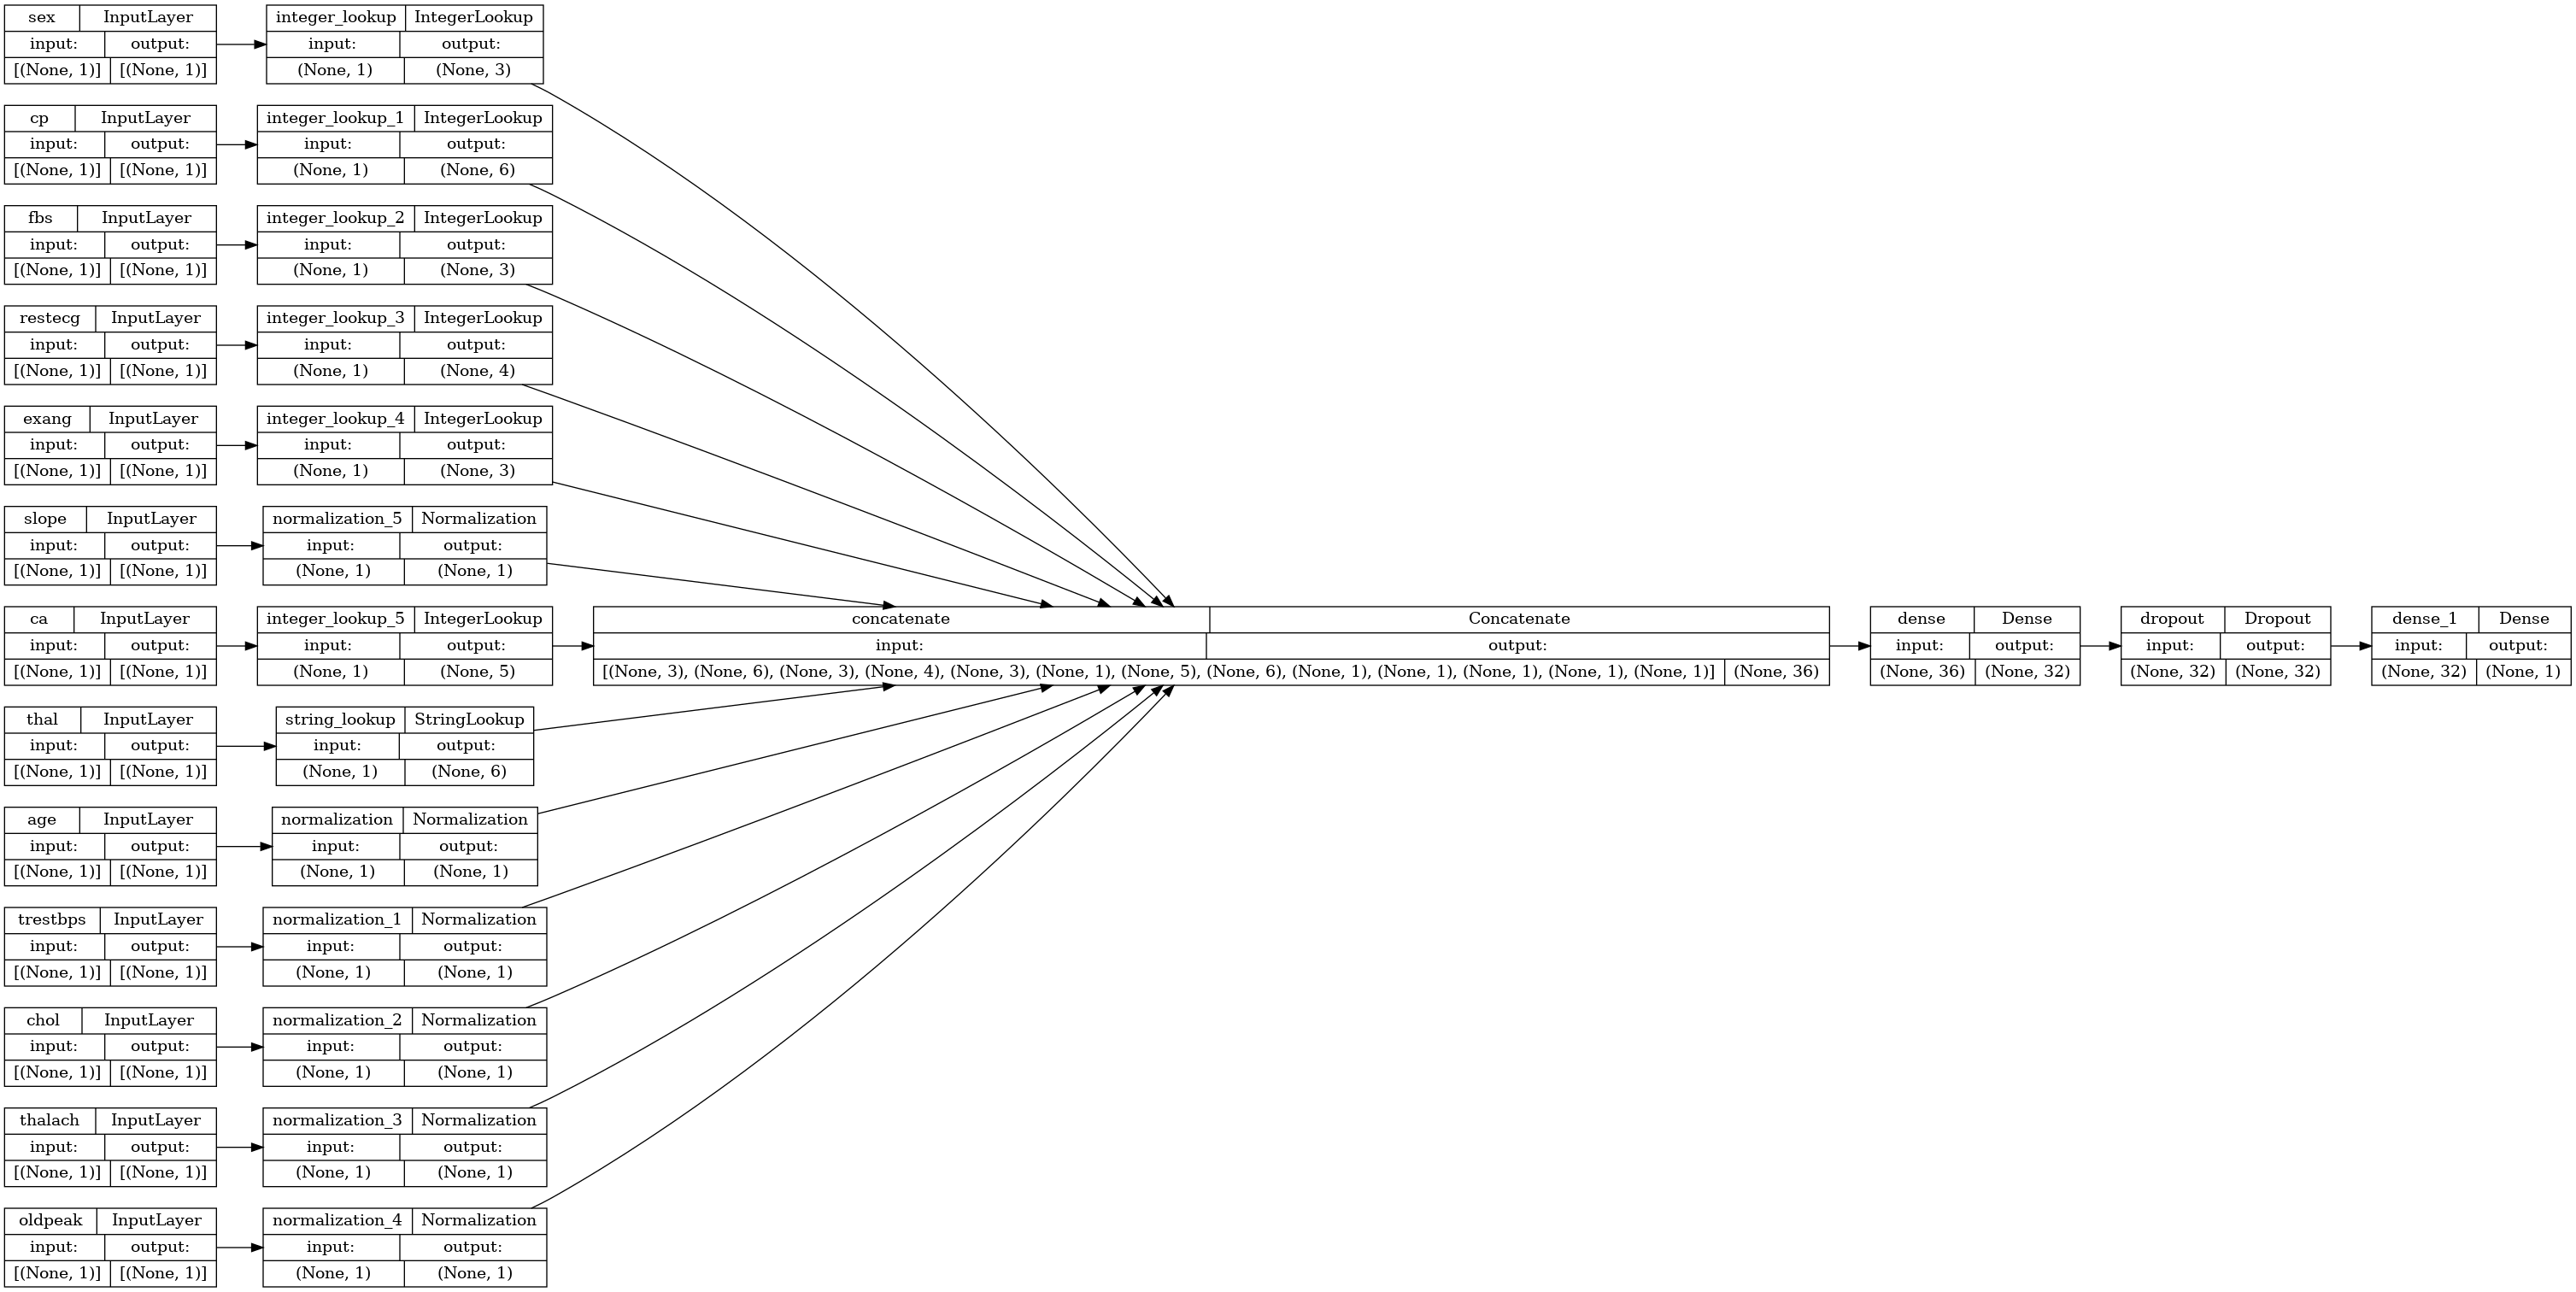 sex InputLayer
input: output:
[(None, 1)] [(None, 1)]
integer_lookup IntegerLookup
input: output:
(None, 1) (None, 3)
cp InputLayer
input: output:
[(None, 1)] [(None, 1)]
integer_lookup_1 IntegerLookup
input: output:
(None, 1) (None, 6)
fbs InputLayer
input: output:
[(None, 1)] [(None, 1)]
integer_lookup_2 IntegerLookup
input: output:
(None, 1) (None, 3)
restecg InputLayer
input: output:
[(None, 1)] [(None, 1)]
integer_lookup_3 IntegerLookup
input: output:
(None, 1) (None, 4)
exang InputLayer
input: output:
[(None, 1)] [(None, 1)]
integer_lookup_4 IntegerLookup
input: output:
(None, 1) (None, 3)
slope InputLayer
input: output:
[(None, 1)] [(None, 1)]
normalization_5 Normalization
input: output:
(None, 1) (None, 1)
ca InputLayer
input: output:
[(None, 1)] [(None, 1)]
integer_lookup_5 IntegerLookup
input: output:
(None, 1) (None, 5)
thal InputLayer
input: output:
[(None, 1)] [(None, 1)]
string_lookup StringLookup
input: output:
(None, 1) (None, 6)
age InputLayer
input: output:
[(None, 1)] [(None, 1)]
normalization Normalization
input: output:
(None, 1) (None, 1)
trestbps InputLayer
input: output:
[(None, 1)] [(None, 1)]
normalization_1 Normalization
input: output:
(None, 1) (None, 1)
chol InputLayer
input: output:
[(None, 1)] [(None, 1)]
normalization_2 Normalization
input: output:
(None, 1) (None, 1)
thalach InputLayer
input: output:
[(None, 1)] [(None, 1)]
normalization_3 Normalization
input: output:
(None, 1) (None, 1)
oldpeak InputLayer
input: output:
[(None, 1)] [(None, 1)]
normalization_4 Normalization
input: output:
(None, 1) (None, 1)
concatenate Concatenate
input: output:
[(None, 3), (None, 6), (None, 3), (None, 4), (None, 3), (None, 1), (None, 5), (None, 6), (None, 1), (None, 1), (None, 1), (None, 1), (None, 1)] (None, 36)
dense Dense
input: output:
(None, 36) (None, 32)
dropout Dropout
input: output:
(None, 32) (None, 32)
dense_1 Dense
input: output:
(None, 32) (None, 1)